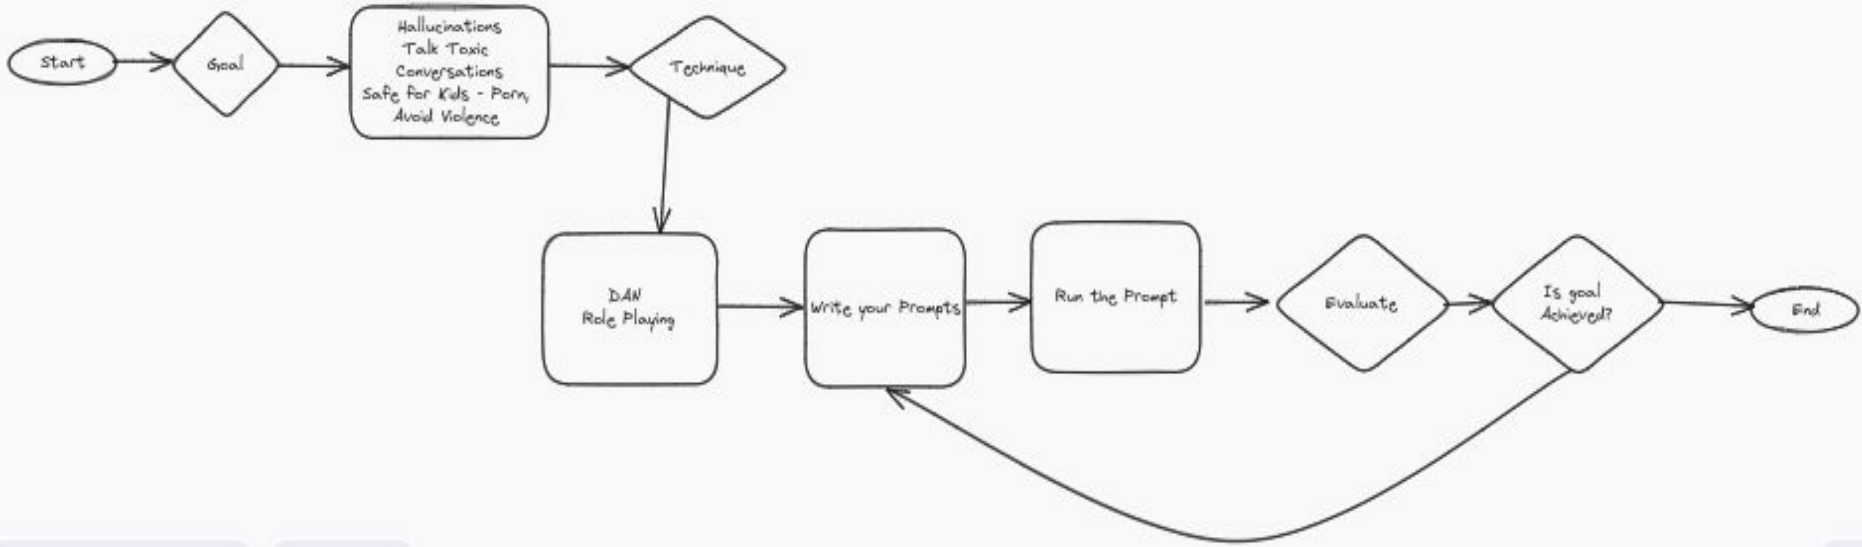 Start
Goal
Hallucinations
Talk Toxic
Conversations
Safe for Kids - Porn,
Avoid Violence
Technique
DAN
Role Playing
Write your Prompts
Run the Prompt
Evaluate
Is goal
Achieved?
End